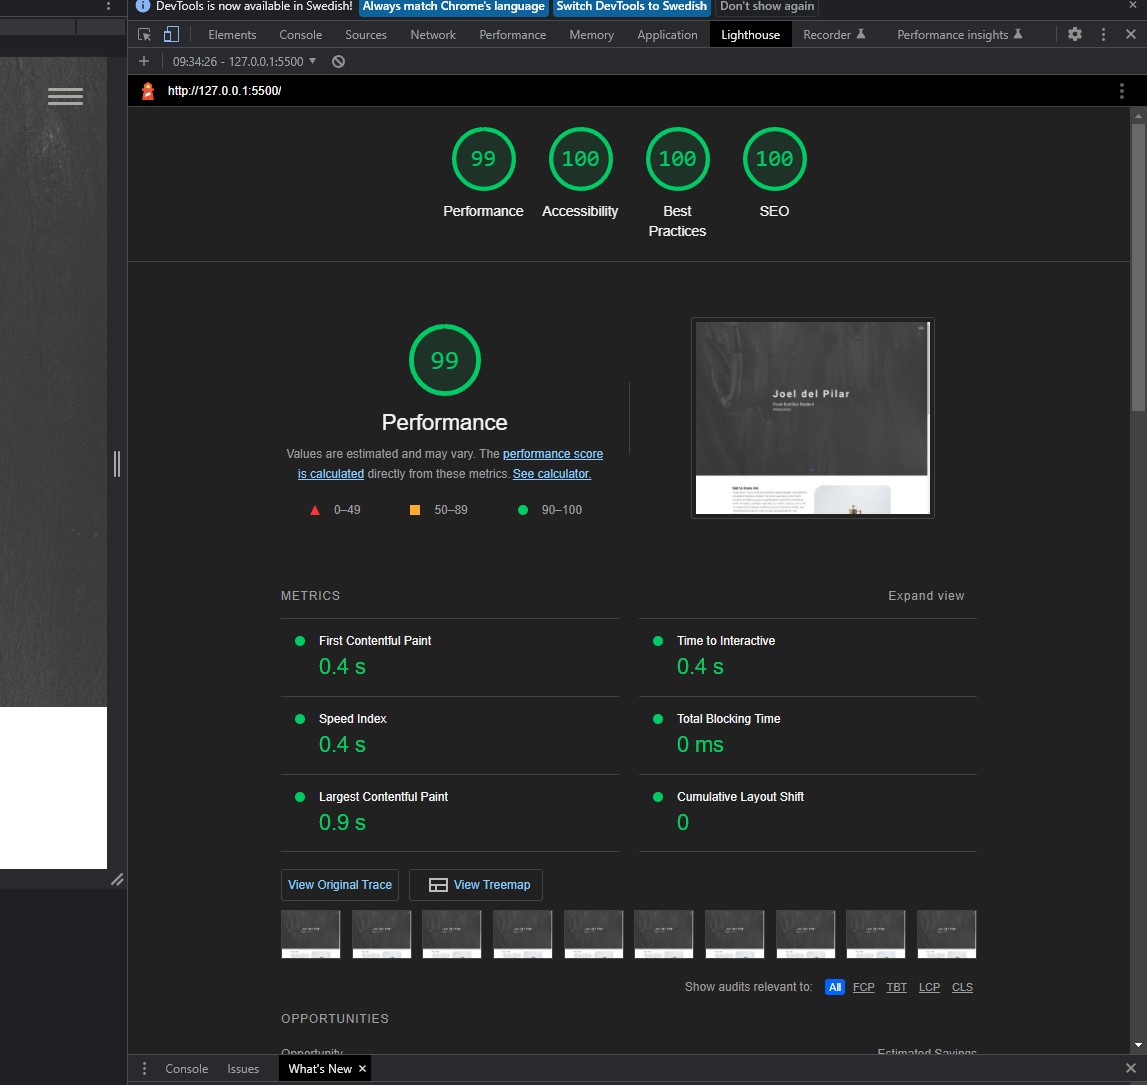 DevTools is now available in Swedish! Always match Chrome's language Switch DevTools to Swedish Don't show again
Elements Console Sources Network Performance Memory Application Lighthouse Recorder Performance insights
09:34:26 - 127.0.0.1:5500
http://127.0.0.1:5500/
99 100 100 100
Performance Accessibility Best Practices SEO
99
Performance
Values are estimated and may vary. The performance score
is calculated directly from these metrics. See calculator.
0–49 50–89 90–100
Joel del Pilar
Get to know me
METRICS Expand view
First Contentful Paint
0.4 s
Time to Interactive
0.4 s
Speed Index
0.4 s
Total Blocking Time
0 ms
Largest Contentful Paint
0.9 s
Cumulative Layout Shift
0
View Original Trace View Treemap
Show audits relevant to: All FCP TBT LCP CLS
OPPORTUNITIES
Opportunity Estimated Savings
Console Issues What's New